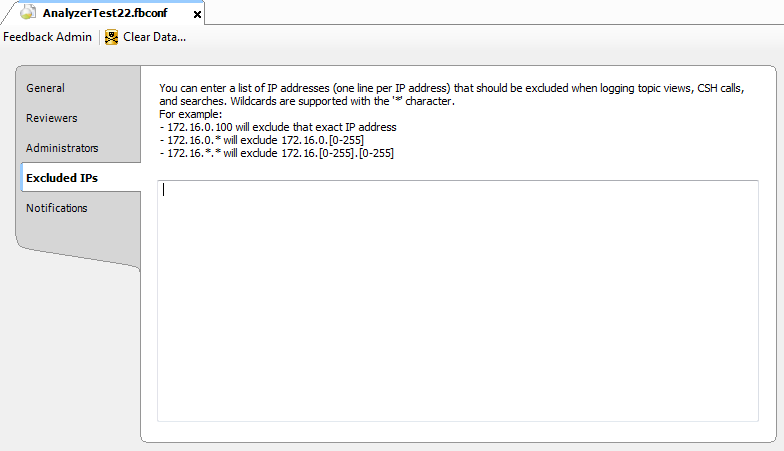 AnalyzerTest22.fbconf
Feedback Admin
Clear Data...
General
Reviewers
Administrators
Excluded IPs
Notifications
You can enter a list of IP addresses (one line per IP address) that should be excluded when logging topic views, CSH calls,
and searches. Wildcards are supported with the '*' character.
For example:
- 172.16.0.100 will exclude that exact IP address
- 172.16.0.* will exclude 172.16.0.[0-255]
- 172.16.*.* will exclude 172.16.[0-255].[0-255]